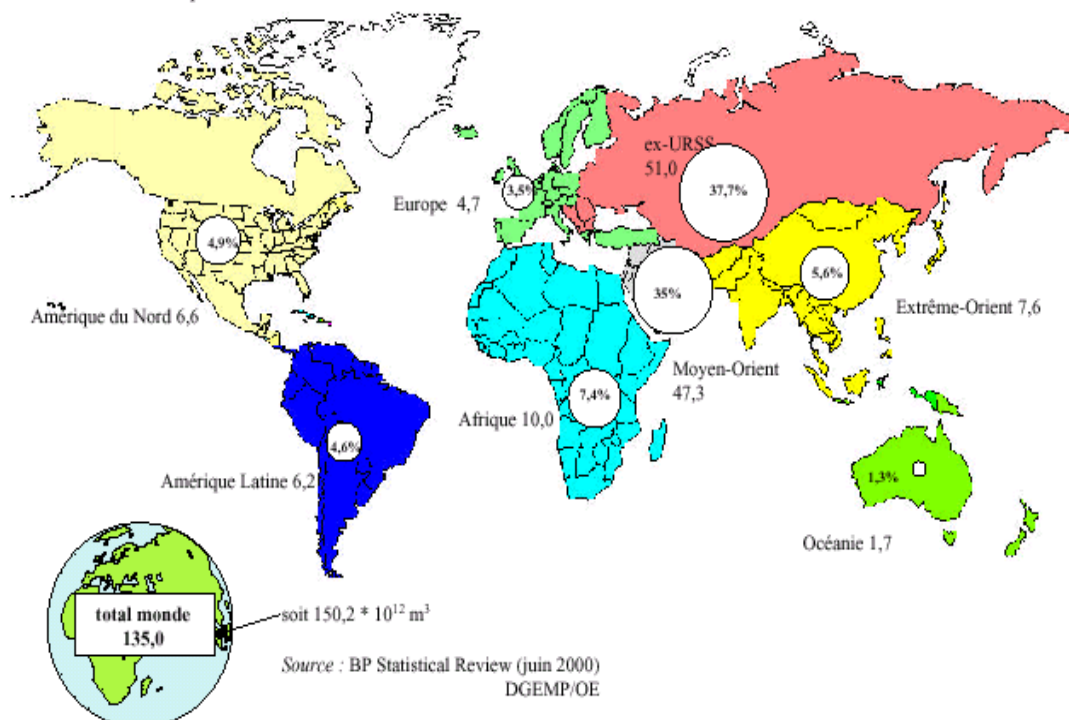 ex-URSS
51,0
37,7%
3,5%
Europe 4,7
4,9%
5,6%
35%
Amérique du Nord 6,6
Extrême-Orient 7,6
Moyen-Orient
47,3
7,4%
Afrique 10,0
4,6%
Amérique Latine 6,2
1,3%
Océanie 1,7
total monde
135,0
soit 150,2 * 10¹² m³
Source : BP Statistical Review (juin 2000)
DGEMP/OE